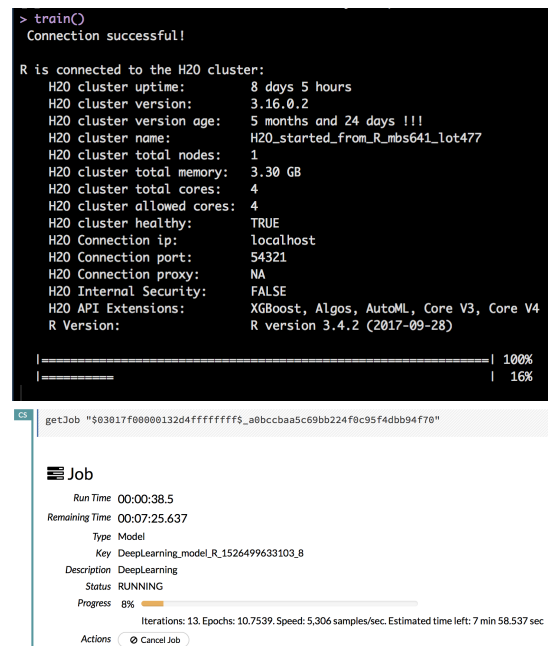 > train()
Connection successful!
R is connected to the H2O cluster:
H2O cluster uptime: 8 days 5 hours
H2O cluster version: 3.16.0.2
H2O cluster version age: 5 months and 24 days !!!
H2O cluster name: H2O_started_from_R_mbs641_lot477
H2O cluster total nodes: 1
H2O cluster total memory: 3.30 GB
H2O cluster total cores: 4
H2O cluster allowed cores: 4
H2O cluster healthy: TRUE
H2O Connection ip: localhost
H2O Connection port: 54321
H2O Connection proxy: NA
H2O Internal Security: FALSE
H2O API Extensions: XGBoost, Algos, AutoML, Core V3, Core V4
R Version: R version 3.4.2 (2017-09-28)
|======================================================================| 100%
|=========== | 16%
CS
getJob "$03017f00000132d4ffffffff$_a0bccbaa5c69bb224f0c95f4dbb94f70"
Job
Run Time 00:00:38.5
Remaining Time 00:07:25.637
Type Model
Key DeepLearning_model_R_1526499633103_8
Description DeepLearning
Status RUNNING
Progress 8%
Iterations: 13. Epochs: 10.7539. Speed: 5,306 samples/sec. Estimated time left: 7 min 58.537 sec
Actions Cancel Job